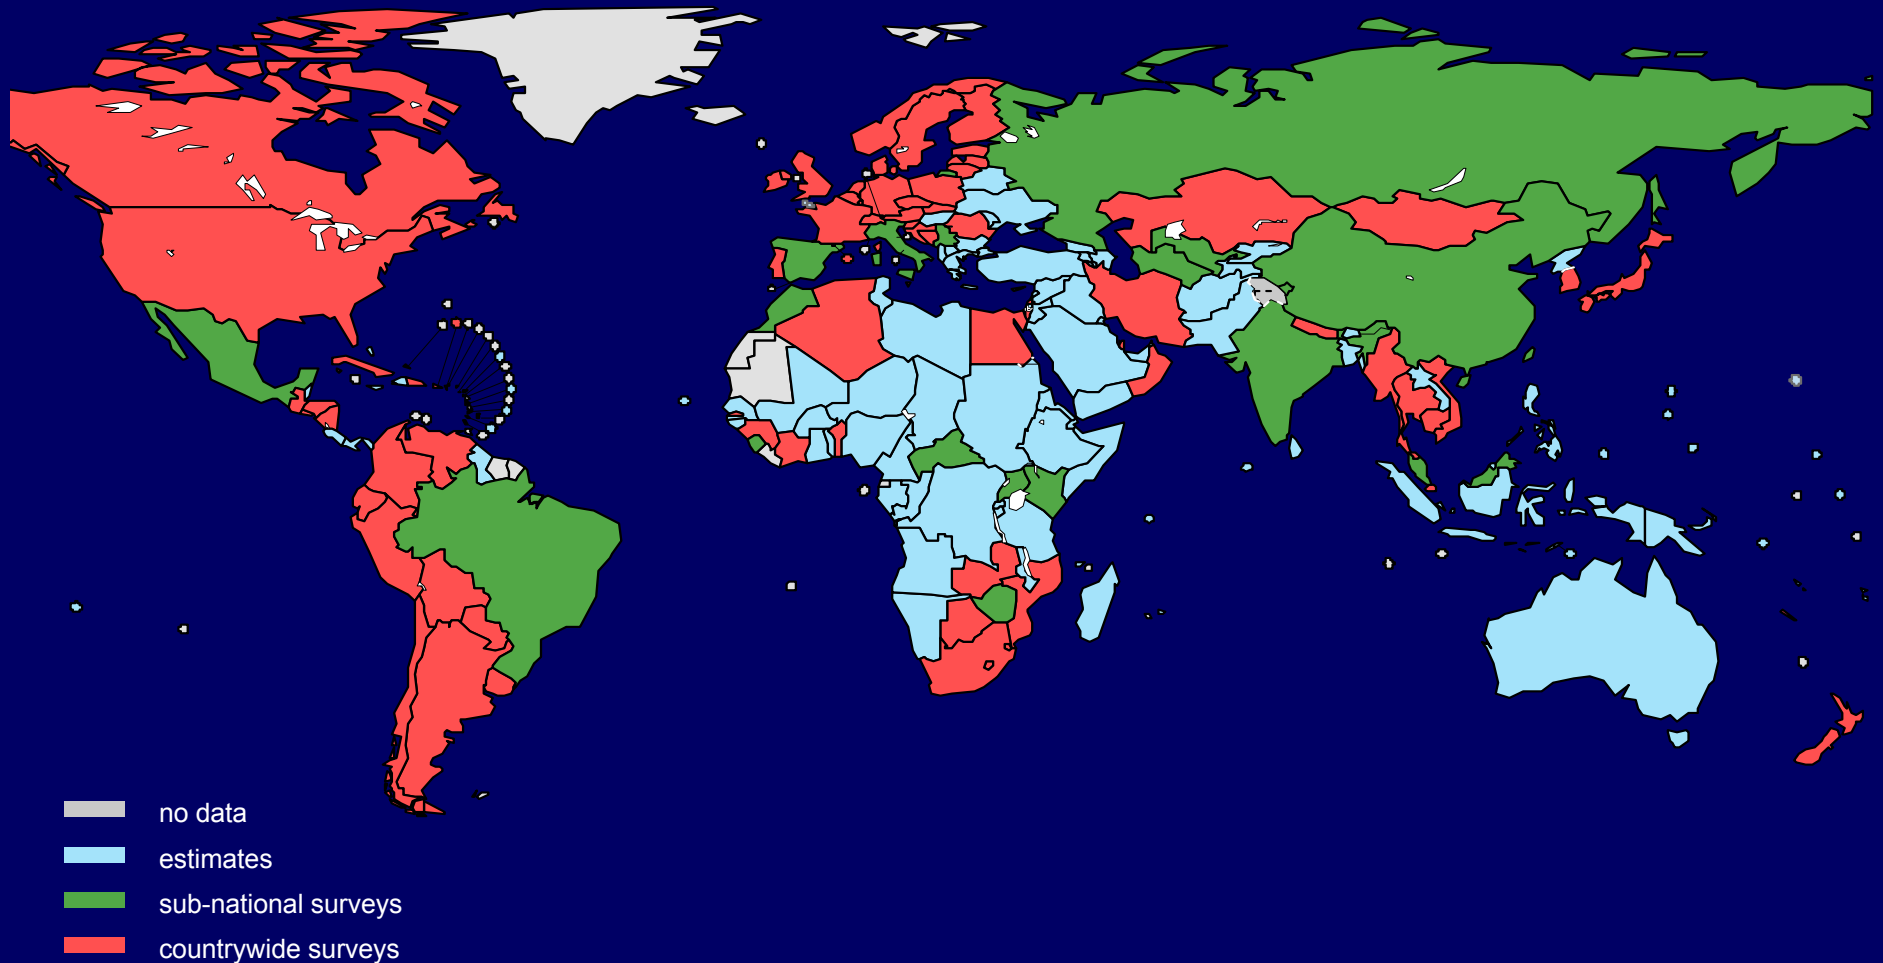 no data
estimates
sub-national surveys
countrywide surveys